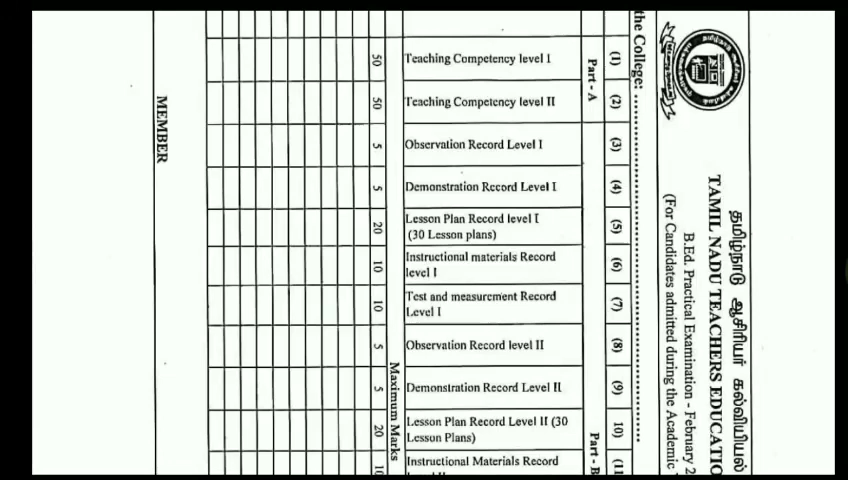 தமிழ்நாடு ஆசிரியர் கல்வியியல்
TAMIL NADU TEACHERS EDUCATIO
B.Ed. Practical Examination - February 2
(For Candidates admitted during the Academic
the College: ..........................................
Part - A
Part - B
(1)
Teaching Competency level I
50
(2)
Teaching Competency level II
50
(3)
Observation Record Level I
5
(4)
Demonstration Record Level I
5
(5)
Lesson Plan Record level I
(30 Lesson plans)
20
(6)
Instructional materials Record
level I
10
(7)
Test and measurement Record
Level I
10
(8)
Observation Record level II
5
(9)
Demonstration Record Level II
5
10)
Lesson Plan Record Level II (30
Lesson Plans)
20
(11
Instructional Materials Record
10
Maximum Marks
MEMBER